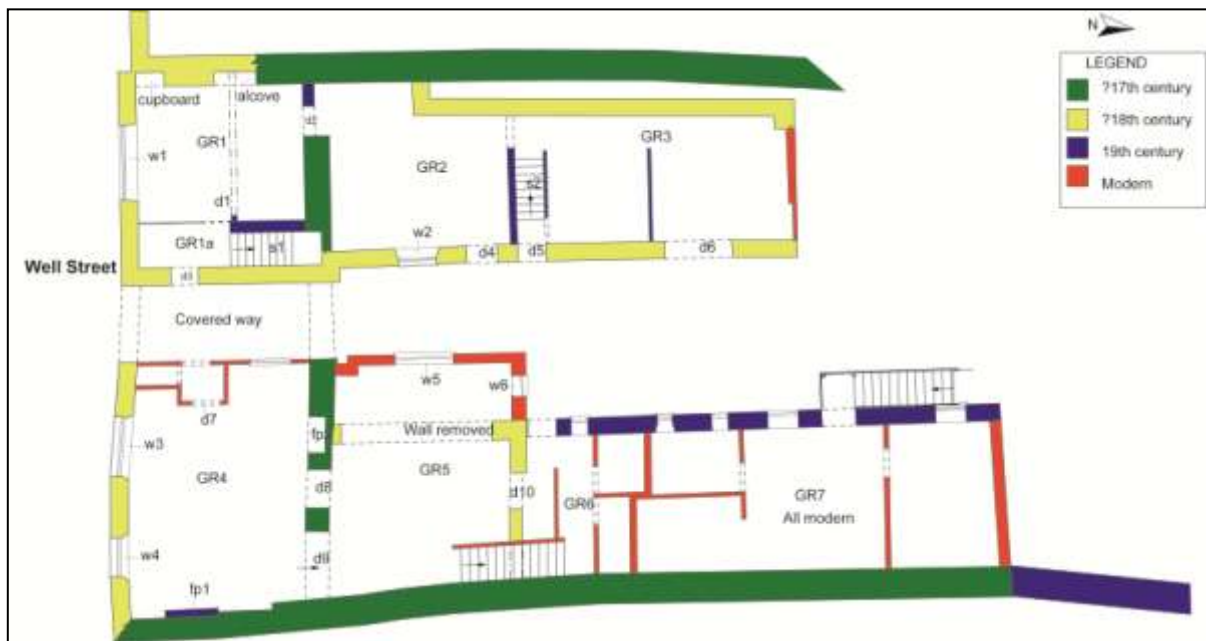 N
LEGEND
?17th century
?18th century
19th century
Modern
cupboard
alcove
GR1
w1
d1
GR1a
s1
GR2
w2
d4
s2
d5
GR3
d6
Well Street
Covered way
d7
w3
GR4
w4
fp1
d8
d9
w5
w6
Wall removed
GR5
d10
GR6
GR7
All modern